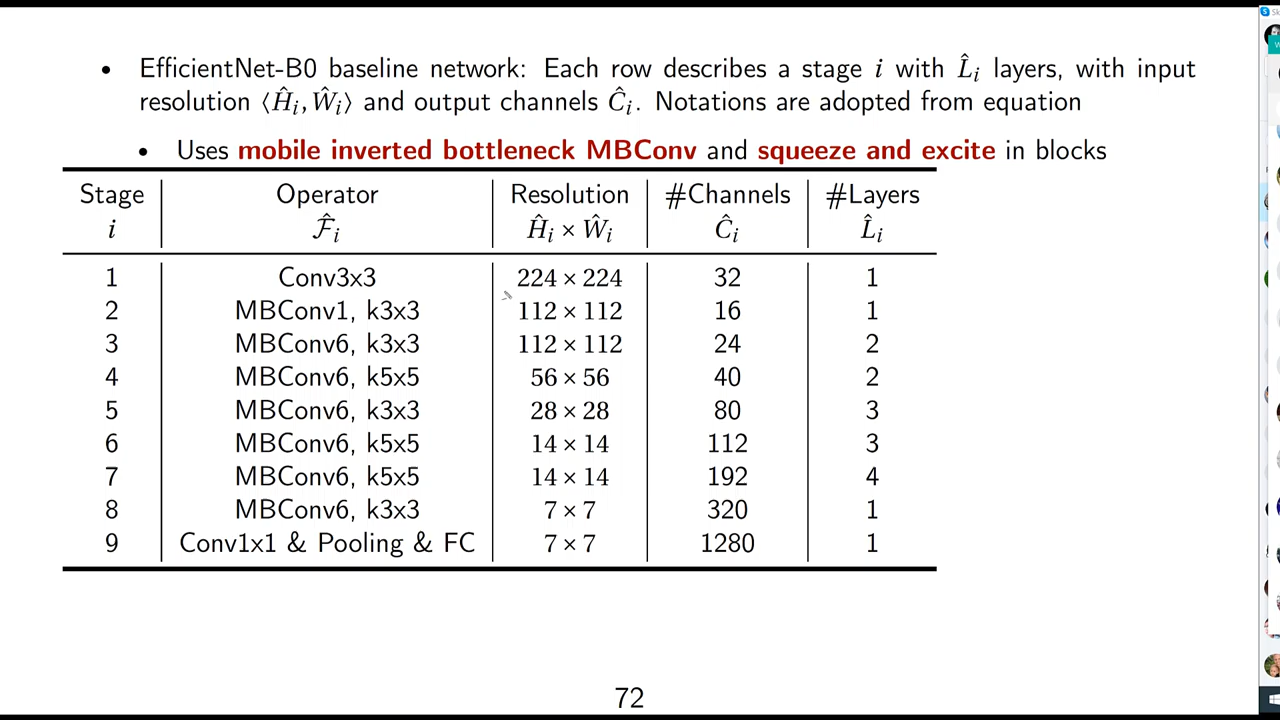 • EfficientNet-B0 baseline network: Each row describes a stage i with L̂ᵢ layers, with input
resolution ⟨Ĥᵢ, Ŵᵢ⟩ and output channels Ĉᵢ. Notations are adopted from equation
• Uses mobile inverted bottleneck MBConv and squeeze and excite in blocks
Stage Operator Resolution #Channels #Layers
i F̂ᵢ Ĥᵢ × Ŵᵢ Ĉᵢ L̂ᵢ
1 Conv3x3 224 × 224 32 1
2 MBConv1, k3x3 112 × 112 16 1
3 MBConv6, k3x3 112 × 112 24 2
4 MBConv6, k5x5 56 × 56 40 2
5 MBConv6, k3x3 28 × 28 80 3
6 MBConv6, k5x5 14 × 14 112 3
7 MBConv6, k5x5 14 × 14 192 4
8 MBConv6, k3x3 7 × 7 320 1
9 Conv1x1 & Pooling & FC 7 × 7 1280 1
72